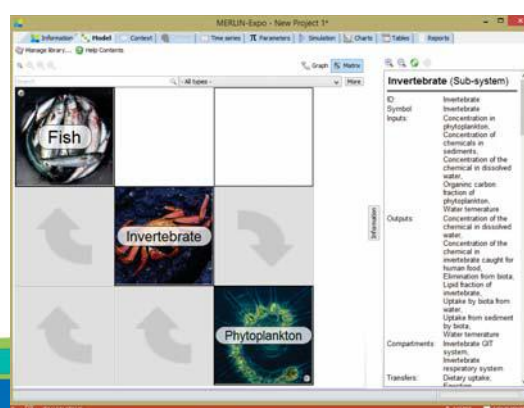 MERLIN-Expo - New Project 1*
Information Model Context Time series Π Parameters Simulation Charts Tables Reports
Manage library... Help Contents
Graph Matrix
Search - All types - More
Fish
Invertebrate
Phytoplankton
Information
Invertebrate (Sub-system)
ID: Invertebrate
Symbol Invertebrate
Inputs: Concentration in
phytoplankton,
Concentration of
chemicals in
sediments,
Concentration of the
chemical in dissolved
water,
Organinc carbon
fraction of
phytoplankton,
Water temerature
Outputs: Concentration of the
chemical in dissolved
water,
Concentration of the
chemical in
invertebrate caught for
human food,
Elimination from biota,
Lipid fraction of
invertebrate,
Uptake by biota from
water,
Uptake from sediment
by biota,
Water temerature
Compartments: Invertebrate GIT
system,
Invertebrate
respiratory system
Transfers: Dietary uptake,